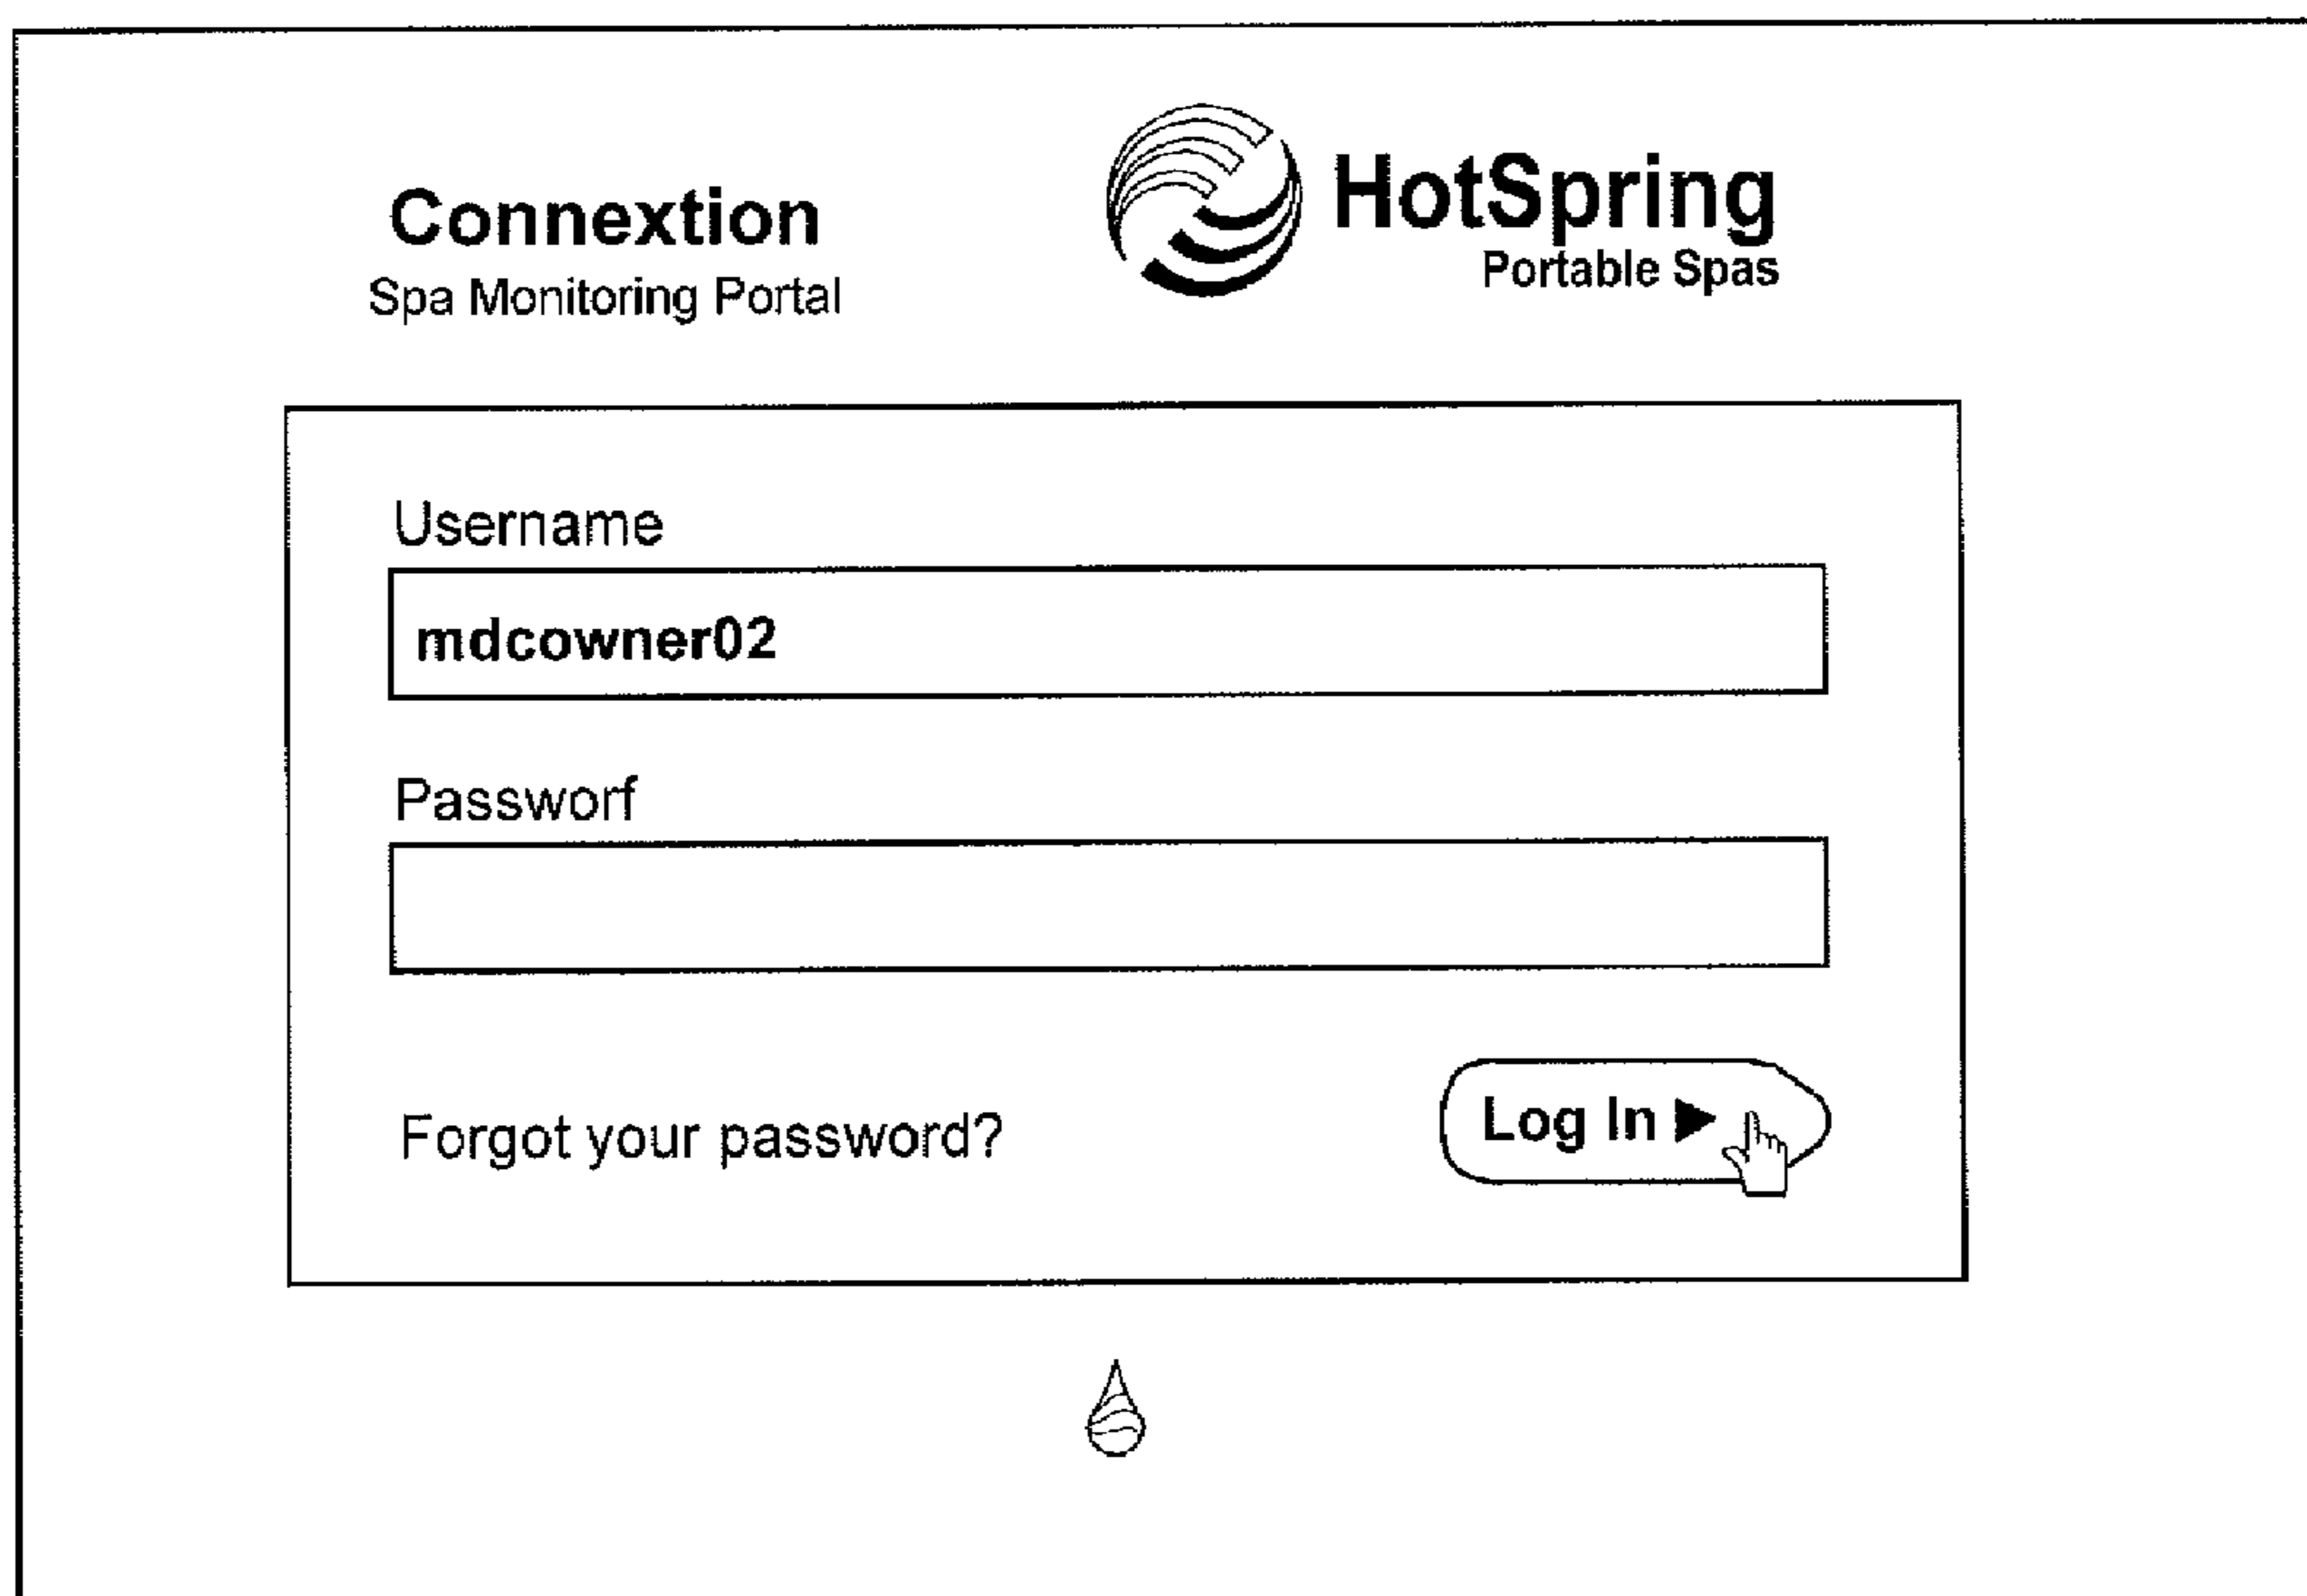 Connextion
Spa Monitoring Portal
HotSpring
Portable Spas
Username
mdcowner02
Passworf
Forgot your password?
Log In ▶